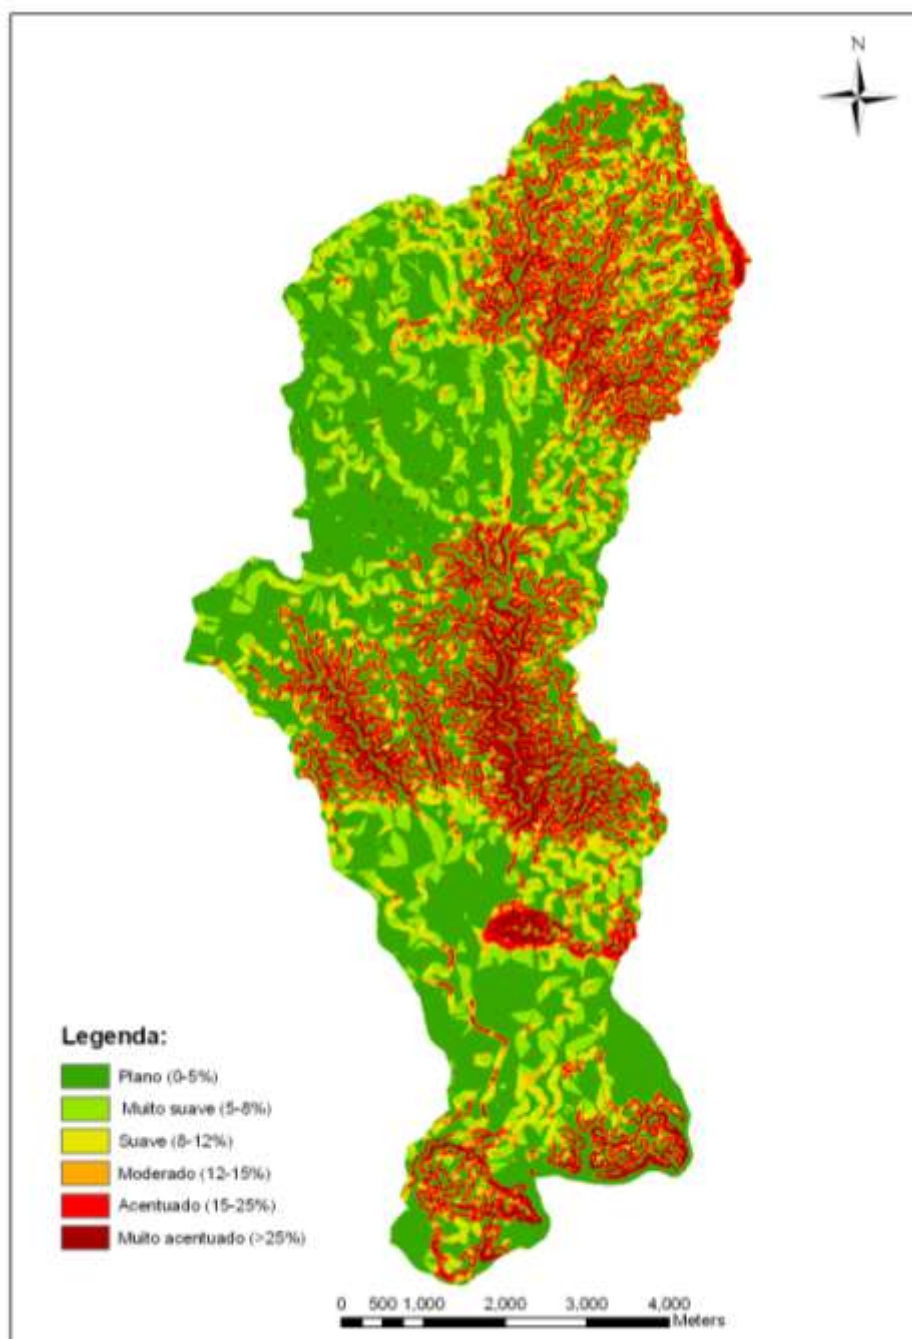 N
Legenda:
Plano (0-5%)
Muito suave (5-8%)
Suave (8-12%)
Moderado (12-15%)
Acentuado (15-25%)
Muito acentuado (>25%)
0 500 1,000 2,000 3,000 4,000
Meters